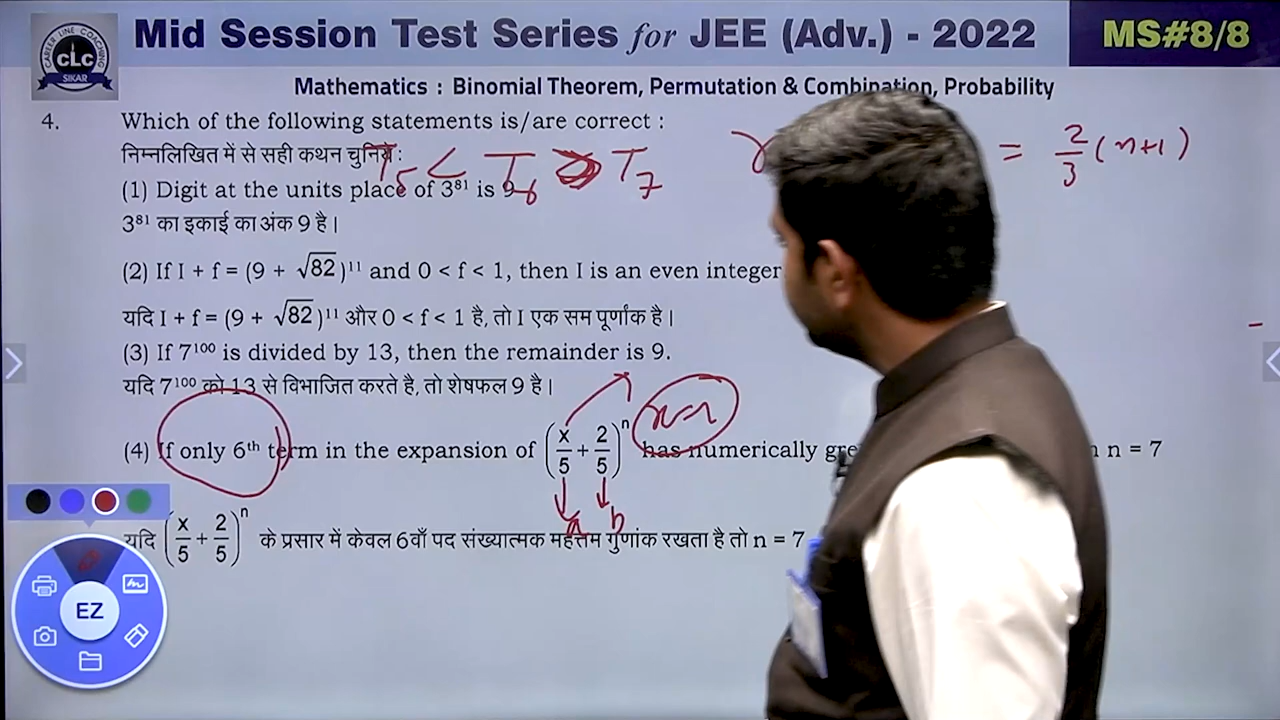 CAREER LINE COACHING
CLC
SIKAR
Mid Session Test Series for JEE (Adv.) - 2022
MS#8/8
Mathematics : Binomial Theorem, Permutation & Combination, Probability
4. Which of the following statements is/are correct :
निम्नलिखित में से सही कथन चुनिये :
T5 < T6 > T7
= 2/3 (n+1)
(1) Digit at the units place of 3⁸¹ is 9
3⁸¹ का इकाई का अंक 9 है।
(2) If I + f = (9 + √82)¹¹ and 0 < f < 1, then I is an even integer
यदि I + f = (9 + √82)¹¹ और 0 < f < 1 है, तो I एक सम पूर्णांक है।
(3) If 7¹⁰⁰ is divided by 13, then the remainder is 9.
यदि 7¹⁰⁰ को 13 से विभाजित करते है, तो शेषफल 9 है।
(4) If only 6ᵗʰ term in the expansion of (x/5 + 2/5)ⁿ has numerically n = 7
a b
यदि (x/5 + 2/5)ⁿ के प्रसार में केवल 6वाँ पद संख्यात्मक महत्तम गुणांक रखता है तो n = 7
EZ